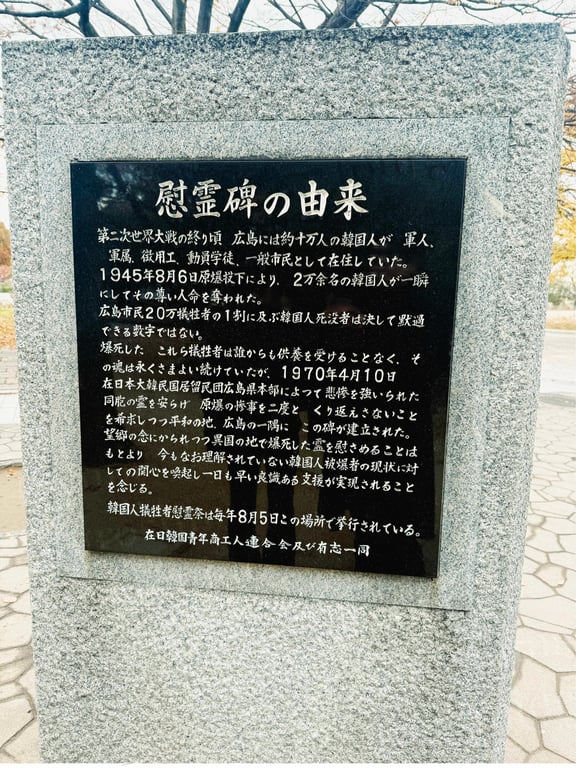 慰霊碑の由来
第二次世界大戦の終り頃 広島には約十万人の韓国人が 軍人、
軍属、徴用工、動員学徒、一般市民として在住していた。
1945年8月6日原爆投下により、2万余名の韓国人が一瞬
にしてその尊い人命を奪われた。
広島市民20万犠牲者の1割に及ぶ韓国人死没者は決して黙過
できる数字ではない。
爆死した これら犠牲者は誰からも供養を受けることなく、そ
の魂は永くさまよい続けていたが、1970年4月10日
在日本大韓民国居留民団広島県本部によつて悲惨を強いられた
同胞の霊を安らげ 原爆の惨事を二度と くり返えさないこと
を希求しつつ平和の地、広島の一隅に この碑が建立された。
望郷の念にかられつつ異国の地で爆死した霊を慰さめることは
もとより 今もなお理解されていない韓国人被爆者の現状に対
しての関心を喚起し一日も早い良識ある支援が実現されること
を念じる。
韓国人犠牲者慰霊祭は毎年8月5日この場所で挙行されている。
在日韓国青年商工人連合会及び有志一同